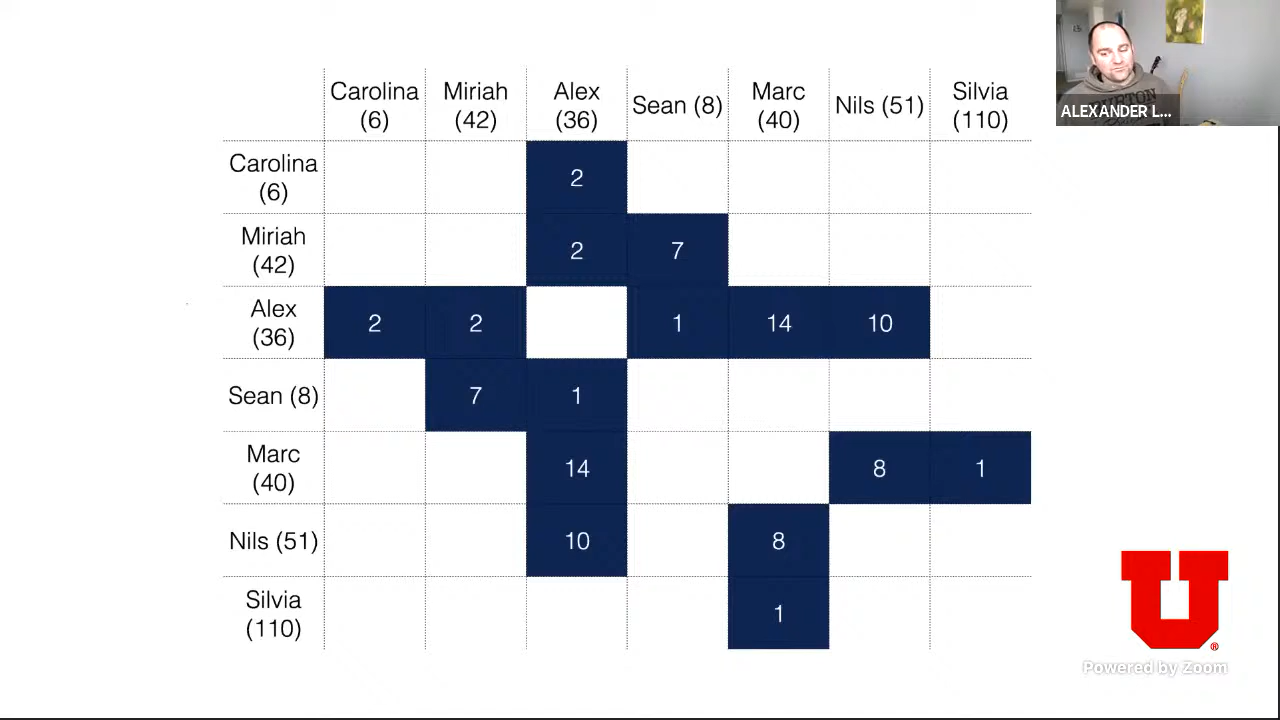 Carolina
(6)
Miriah
(42)
Alex
(36)
Sean (8)
Marc
(40)
Nils (51)
Silvia
(110)
Carolina
(6)
2
Miriah
(42)
2 7
Alex
(36)
2 2 1 14 10
Sean (8)
7 1
Marc
(40)
14 8 1
Nils (51)
10 8
Silvia
(110)
1
ALEXANDER L...
U
®
Powered by Zoom